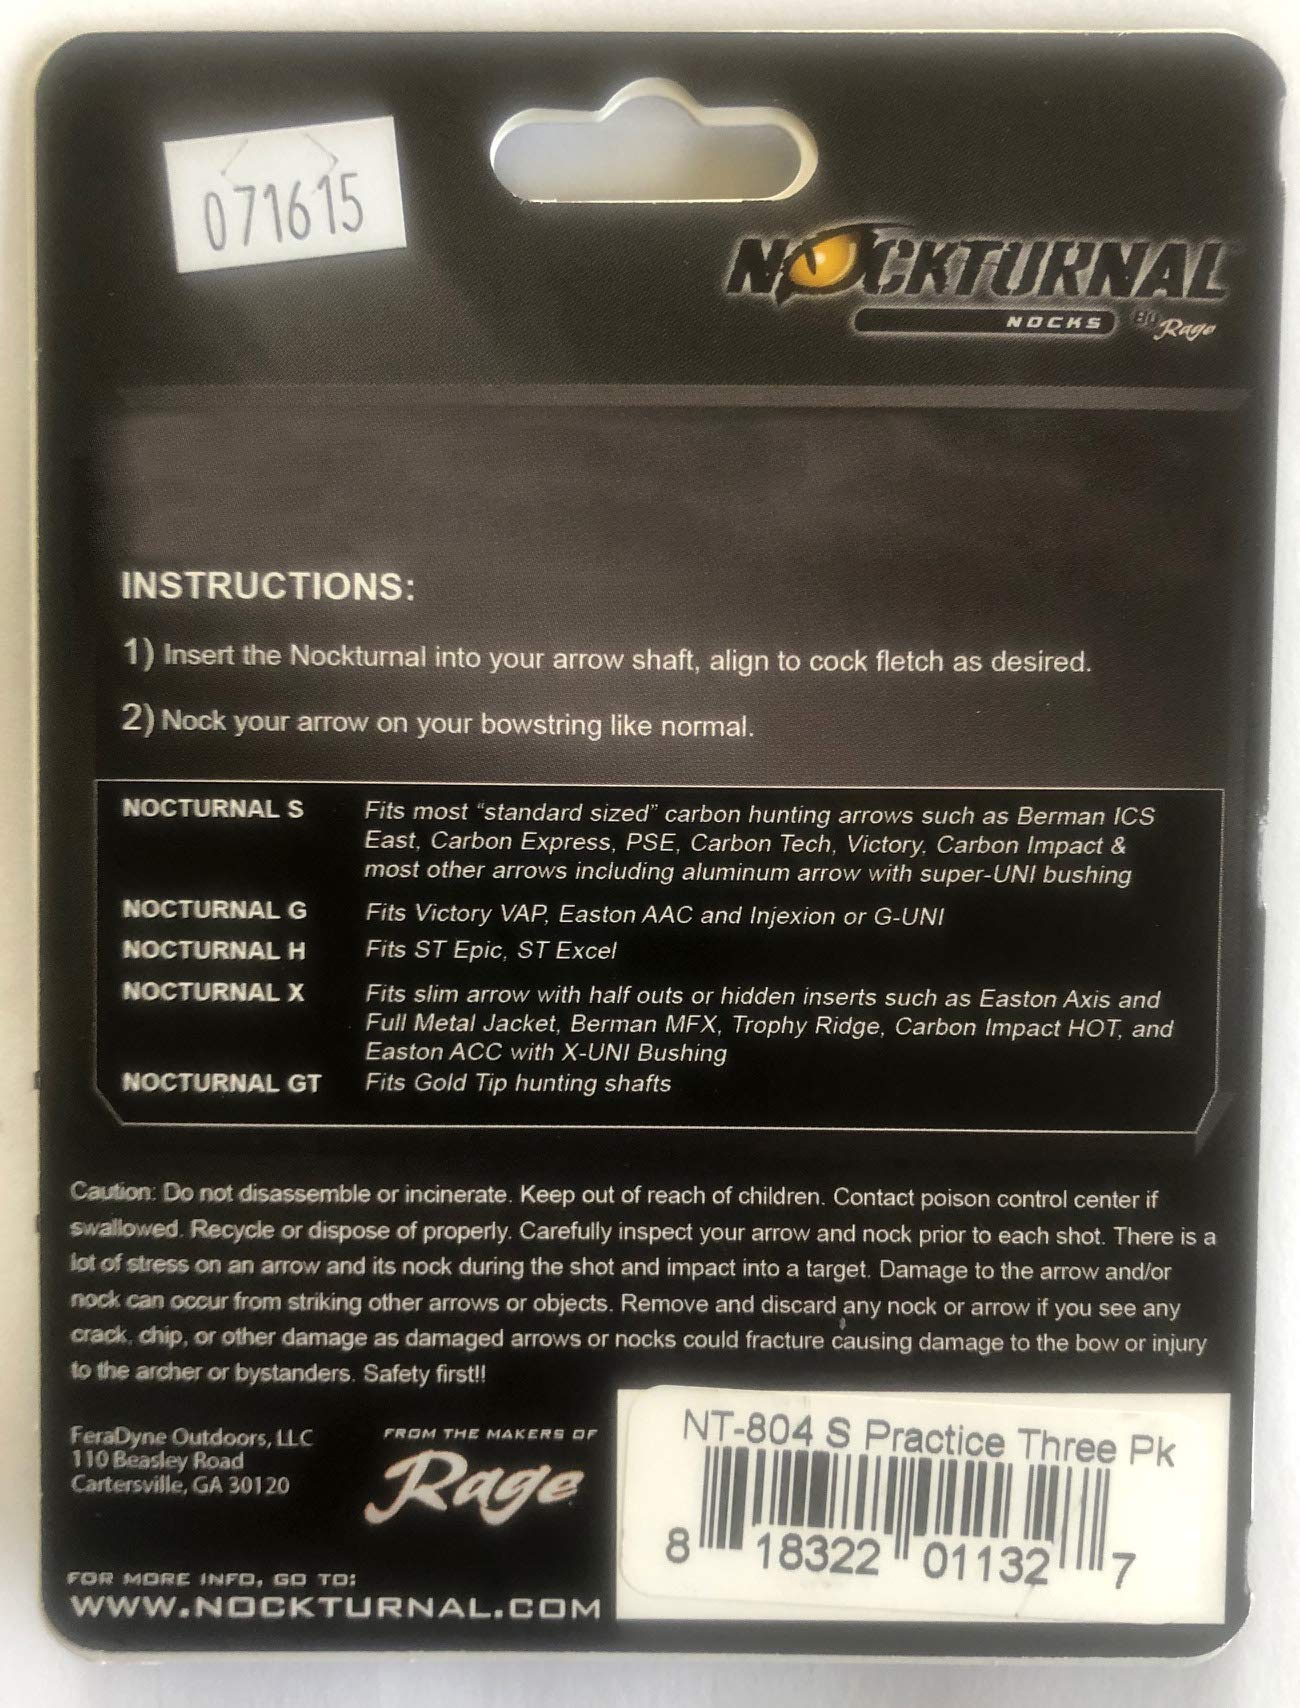 071615
NOCKTURNAL
NOCKS BY Rage
INSTRUCTIONS:
1) Insert the Nockturnal into your arrow shaft, align to cock fletch as desired.
2) Nock your arrow on your bowstring like normal.
NOCTURNAL S Fits most “standard sized” carbon hunting arrows such as Berman ICS
East, Carbon Express, PSE, Carbon Tech, Victory, Carbon Impact &
most other arrows including aluminum arrow with super-UNI bushing
NOCTURNAL G Fits Victory VAP, Easton AAC and Injexion or G-UNI
NOCTURNAL H Fits ST Epic, ST Excel
NOCTURNAL X Fits slim arrow with half outs or hidden inserts such as Easton Axis and
Full Metal Jacket, Berman MFX, Trophy Ridge, Carbon Impact HOT, and
Easton ACC with X-UNI Bushing
NOCTURNAL GT Fits Gold Tip hunting shafts
Caution: Do not disassemble or incinerate. Keep out of reach of children. Contact poison control center if
swallowed. Recycle or dispose of properly. Carefully inspect your arrow and nock prior to each shot. There is a
lot of stress on an arrow and its nock during the shot and impact into a target. Damage to the arrow and/or
nock can occur from striking other arrows or objects. Remove and discard any nock or arrow if you see any
crack, chip, or other damage as damaged arrows or nocks could fracture causing damage to the bow or injury
to the archer or bystanders. Safety first!!
FeraDyne Outdoors, LLC
110 Beasley Road
Cartersville, GA 30120
FROM THE MAKERS OF
Rage
FOR MORE INFO, GO TO:
WWW.NOCKTURNAL.COM
NT-804 S Practice Three Pk
8 18322 01132 7